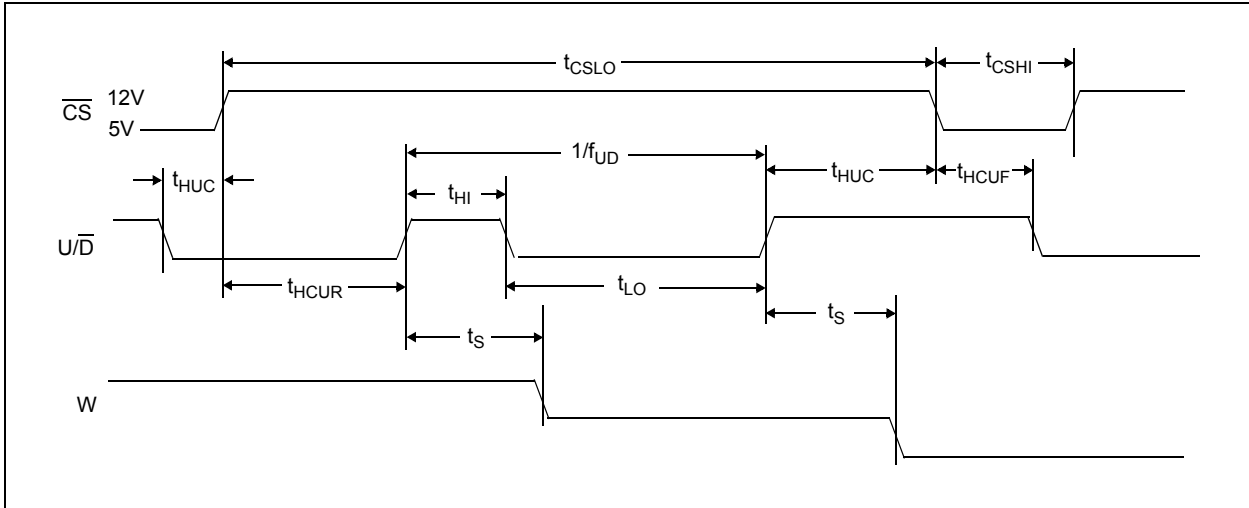 tCSLO
tCSHI
CS 12V
5V
1/fUD
tHUC
tHUC
tHCUF
tHI
U/D
tHCUR
tLO
tS
tS
W